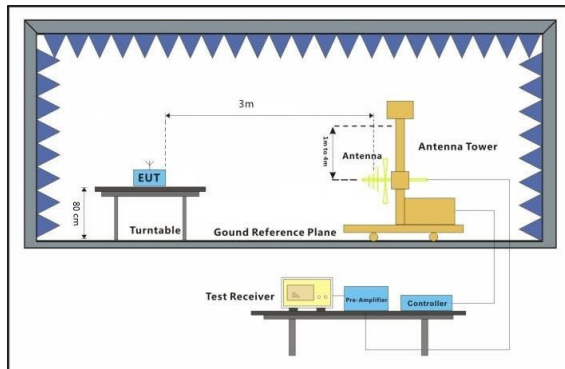 3m
1m to 4m
Antenna
Antenna Tower
EUT
80 cm
Turntable
Gound Reference Plane
Test Receiver
Pre-Amplifier
Controller